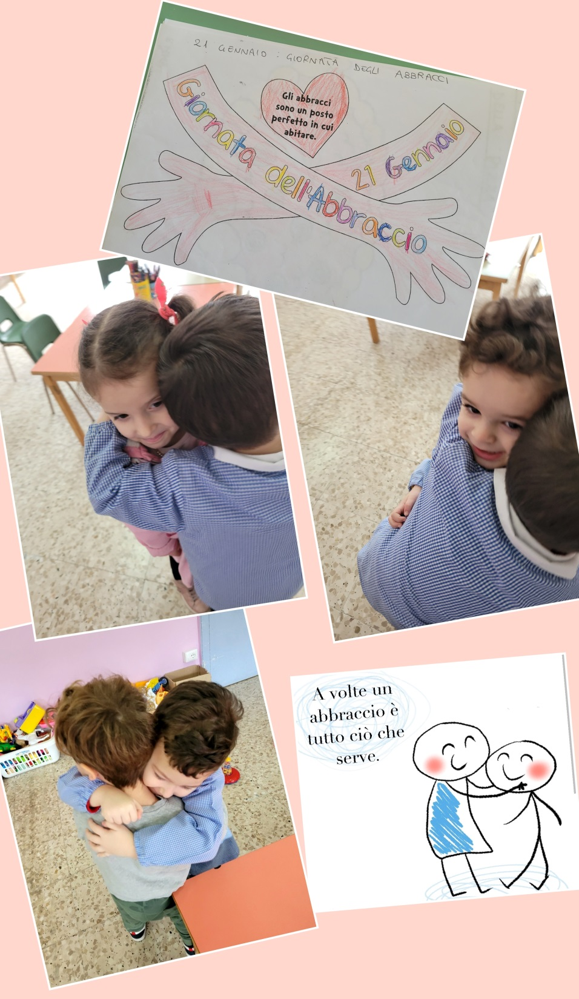 21 GENNAIO : GIORNATA DEGLI ABBRACCI
Gli abbracci
sono un posto
perfetto in cui
abitare.
Giornata dell'Abbraccio
21 Gennaio
A volte un
abbraccio è
tutto ciò che
serve.